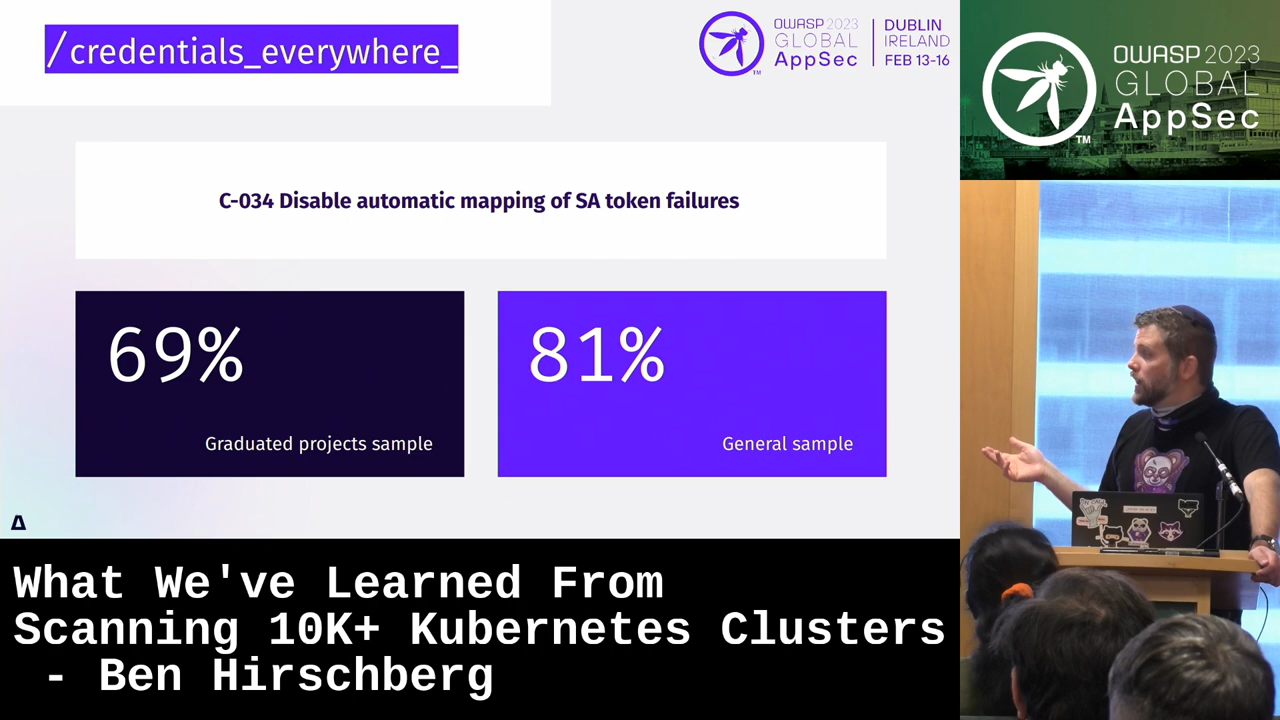 /credentials_everywhere_
OWASP 2023
GLOBAL
AppSec
TM
DUBLIN
IRELAND
FEB 13-16
C-034 Disable automatic mapping of SA token failures
69%
Graduated projects sample
81%
General sample
What We've Learned From
Scanning 10K+ Kubernetes Clusters
- Ben Hirschberg
OWASP 2023
GLOBAL
AppSec
TM